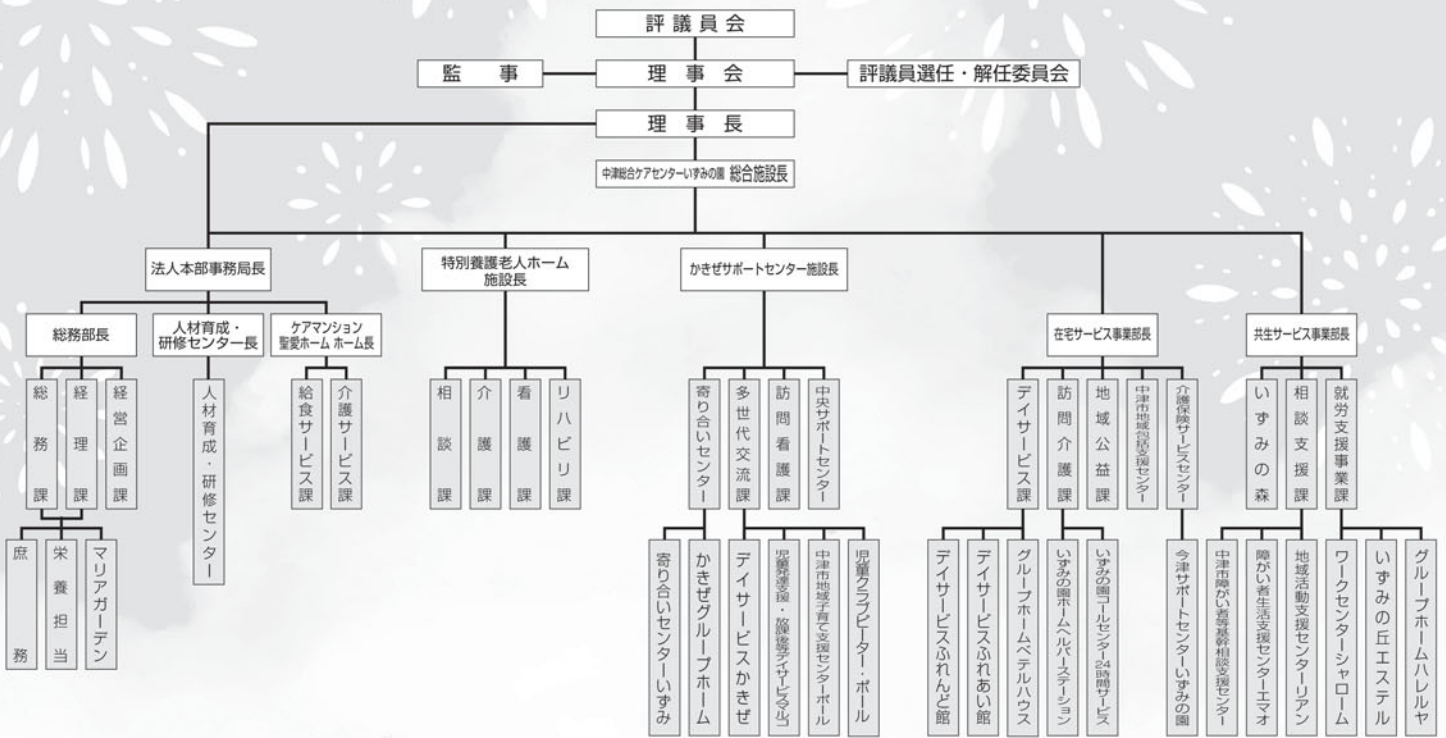 評議員会
監事
理事会
評議員選任・解任委員会
理事長
中津総合ケアセンターいずみの園 総合施設長
法人本部事務局長
特別養護老人ホーム
施設長
かきぜサポートセンター施設長
在宅サービス事業部長
共生サービス事業部長
総務部長
人材育成・
研修センター長
ケアマンション
聖愛ホーム ホーム長
総務課
経理課
経営企画課
人材育成・研修センター
給食サービス課
介護サービス課
相談課
介護課
看護課
リハビリ課
寄り合いセンター
多世代交流課
訪問看護課
中央サポートセンター
デイサービス課
訪問介護課
地域公益課
中津市地域包括支援センター
介護保険サービスセンター
いずみの森
相談支援課
就労支援事業課
庶務
栄養担当
マリアガーデン
寄り合いセンターいずみ
かきぜグループホーム
デイサービスかきぜ
児童発達支援・放課後等デイサービスマルコ
中津市地域子育て支援センターポール
児童クラブピーター・ポール
デイサービスふれんど館
デイサービスふれあい館
グループホームベテルハウス
いずみの園ホームヘルパーステーション
いずみの園コールセンター24時間サービス
今津サポートセンターいずみの園
中津市障がい者等基幹相談支援センター
障がい者生活支援センターエマオ
地域活動支援センターリアン
ワークセンターシャローム
いずみの丘エステル
グループホームハレルヤ